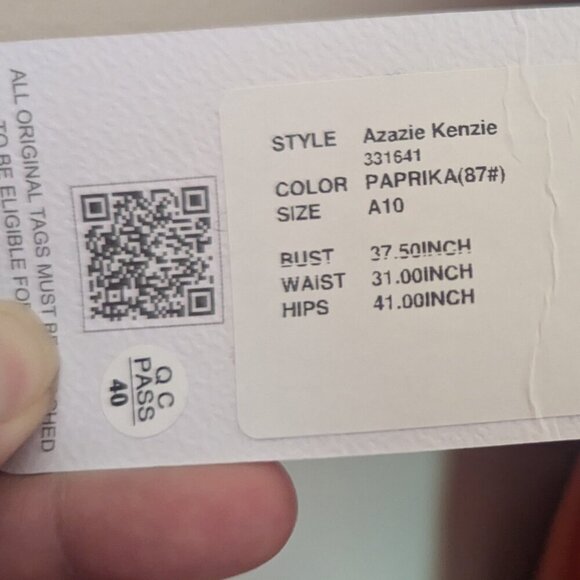 ALL ORIGINAL TAGS MUST BE
TO BE ELIGIBLE FOR
STYLE Azazie Kenzie
331641
COLOR PAPRIKA(87#)
SIZE A10
BUST 37.50INCH
WAIST 31.00INCH
HIPS 41.00INCH
QC
PASS
40